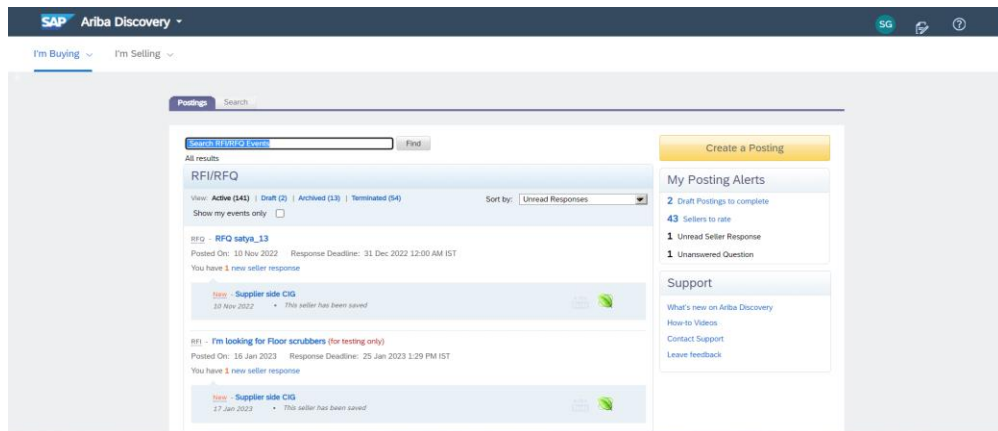 SAP Ariba Discovery
SG
I'm Buying I'm Selling
Postings Search
Search RFI/RFQ Events Find
All results
RFI/RFQ
View: Active (141) | Draft (2) | Archived (13) | Terminated (54) Sort by: Unread Responses
Show my events only
RFQ - RFQ satya_13
Posted On: 10 Nov 2022 Response Deadline: 31 Dec 2022 12:00 AM IST
You have 1 new seller response
New - Supplier side CIG
10 Nov 2022 • This seller has been saved
RFI - I'm looking for Floor scrubbers (for testing only)
Posted On: 16 Jan 2023 Response Deadline: 25 Jan 2023 1:29 PM IST
You have 1 new seller response
New - Supplier side CIG
17 Jan 2023 • This seller has been saved
Create a Posting
My Posting Alerts
2 Draft Postings to complete
43 Sellers to rate
1 Unread Seller Response
1 Unanswered Question
Support
What's new on Ariba Discovery
How-to Videos
Contact Support
Leave feedback